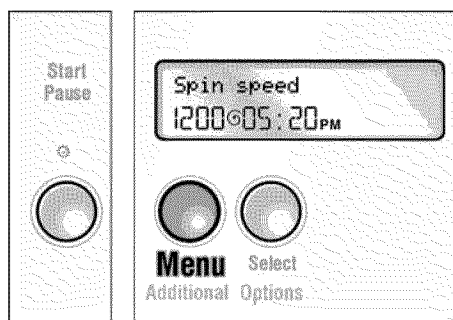 Start
Pause
Spin speed
1200 05:20PM
Menu Select
Additional Options